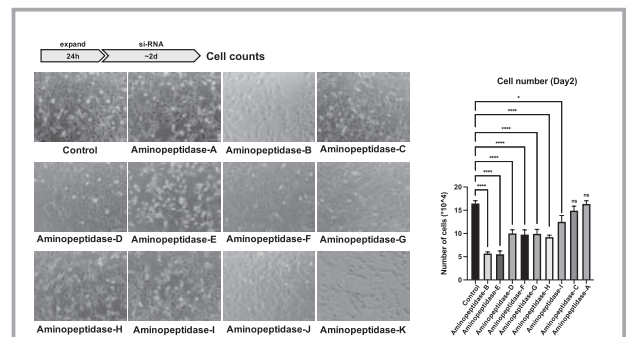 expand
si-RNA
24h
~2d
Cell counts
Control
Aminopeptidase-A
Aminopeptidase-B
Aminopeptidase-C
Aminopeptidase-D
Aminopeptidase-E
Aminopeptidase-F
Aminopeptidase-G
Aminopeptidase-H
Aminopeptidase-I
Aminopeptidase-J
Aminopeptidase-K
Cell number (Day2)
*
****
****
****
****
****
****
ns
ns
Number of cells (*10^4)
20
15
10
5
0
Control
Aminopeptidase-B
Aminopeptidase-E
Aminopeptidase-D
Aminopeptidase-F
Aminopeptidase-G
Aminopeptidase-H
Aminopeptidase-I
Aminopeptidase-C
Aminopeptidase-A